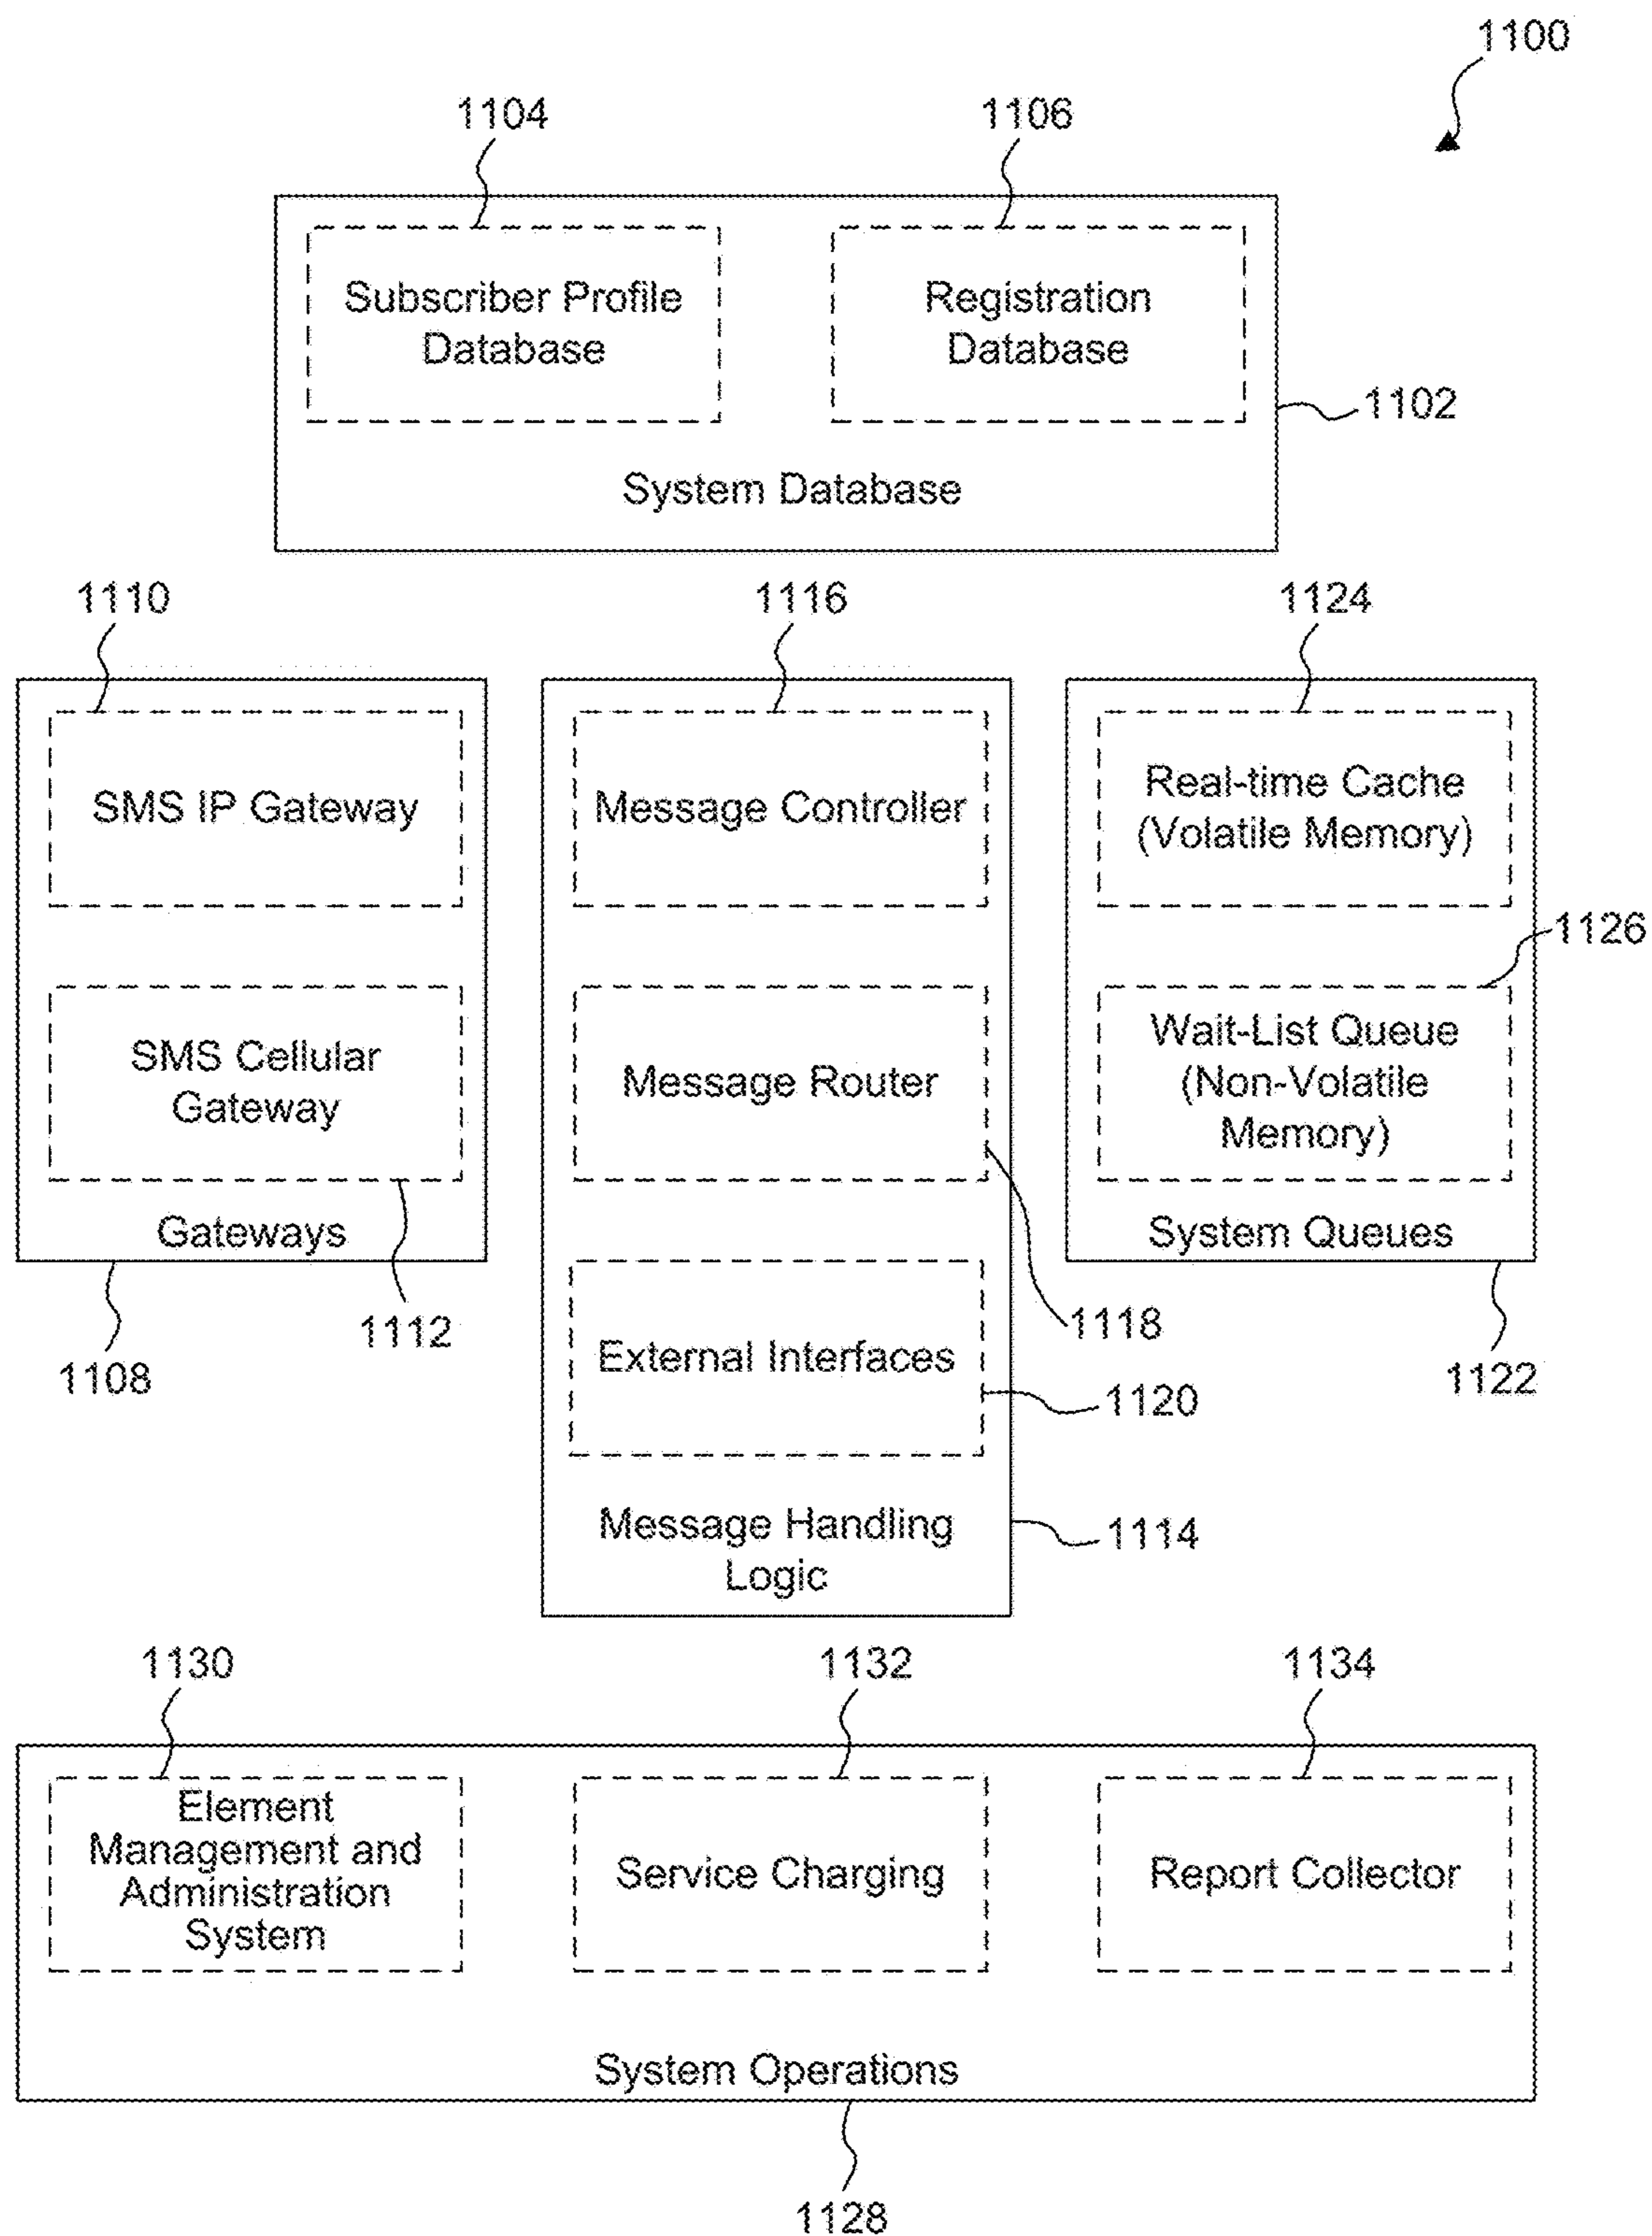 1100
1104
1106
Subscriber Profile
Database
Registration
Database
1102
System Database
1110
1116
1124
SMS IP Gateway
Message Controller
Real-time Cache
(Volatile Memory)
1126
SMS Cellular
Gateway
Message Router
Wait-List Queue
(Non-Volatile
Memory)
Gateways
System Queues
1112
1118
1108
External Interfaces
1122
1120
Message Handling
Logic
1114
1130
1132
1134
Element
Management and
Administration
System
Service Charging
Report Collector
System Operations
1128